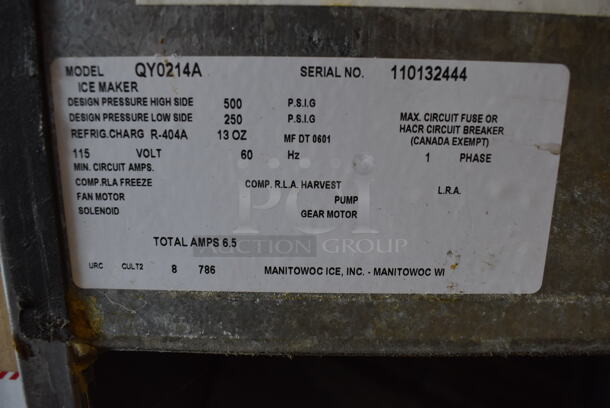 MODEL QY0214A SERIAL NO. 110132444
ICE MAKER
DESIGN PRESSURE HIGH SIDE 500 P.S.I.G
DESIGN PRESSURE LOW SIDE 250 P.S.I.G
MAX. CIRCUIT FUSE OR
HACR CIRCUIT BREAKER
(CANADA EXEMPT)
REFRIG.CHARG R-404A 13 OZ MF DT 0601
115 VOLT 60 Hz 1 PHASE
MIN. CIRCUIT AMPS.
COMP.RLA FREEZE COMP. R.L.A. HARVEST L.R.A.
FAN MOTOR PUMP
SOLENOID GEAR MOTOR
PCI
AUCTION GROUP
TOTAL AMPS 6.5
URC CULT2 8 786 MANITOWOC ICE, INC. - MANITOWOC WI